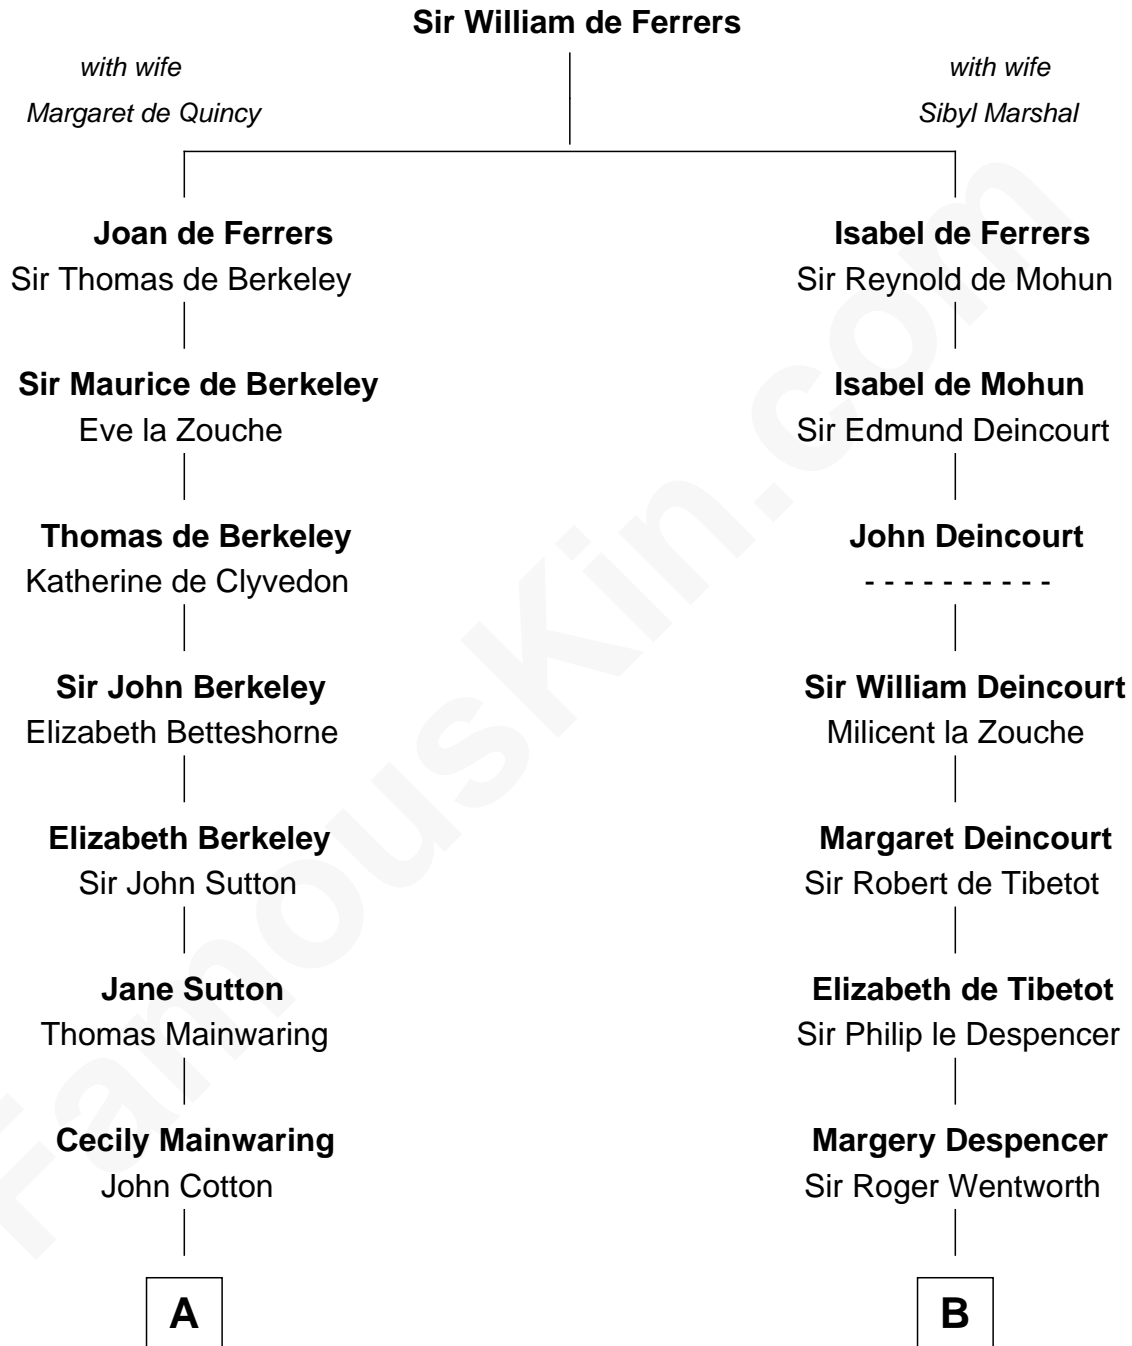 Sir William de Ferrers
with wife
Margaret de Quincy
with wife
Sibyl Marshal
Joan de Ferrers
Sir Thomas de Berkeley
Isabel de Ferrers
Sir Reynold de Mohun
Sir Maurice de Berkeley
Eve la Zouche
Isabel de Mohun
Sir Edmund Deincourt
Thomas de Berkeley
Katherine de Clyvedon
John Deincourt
- - - - - - - - - -
Sir John Berkeley
Elizabeth Betteshorne
Sir William Deincourt
Milicent la Zouche
Elizabeth Berkeley
Sir John Sutton
Margaret Deincourt
Sir Robert de Tibetot
Jane Sutton
Thomas Mainwaring
Elizabeth de Tibetot
Sir Philip le Despencer
Cecily Mainwaring
John Cotton
Margery Despencer
Sir Roger Wentworth
A
B
FamousKin.com